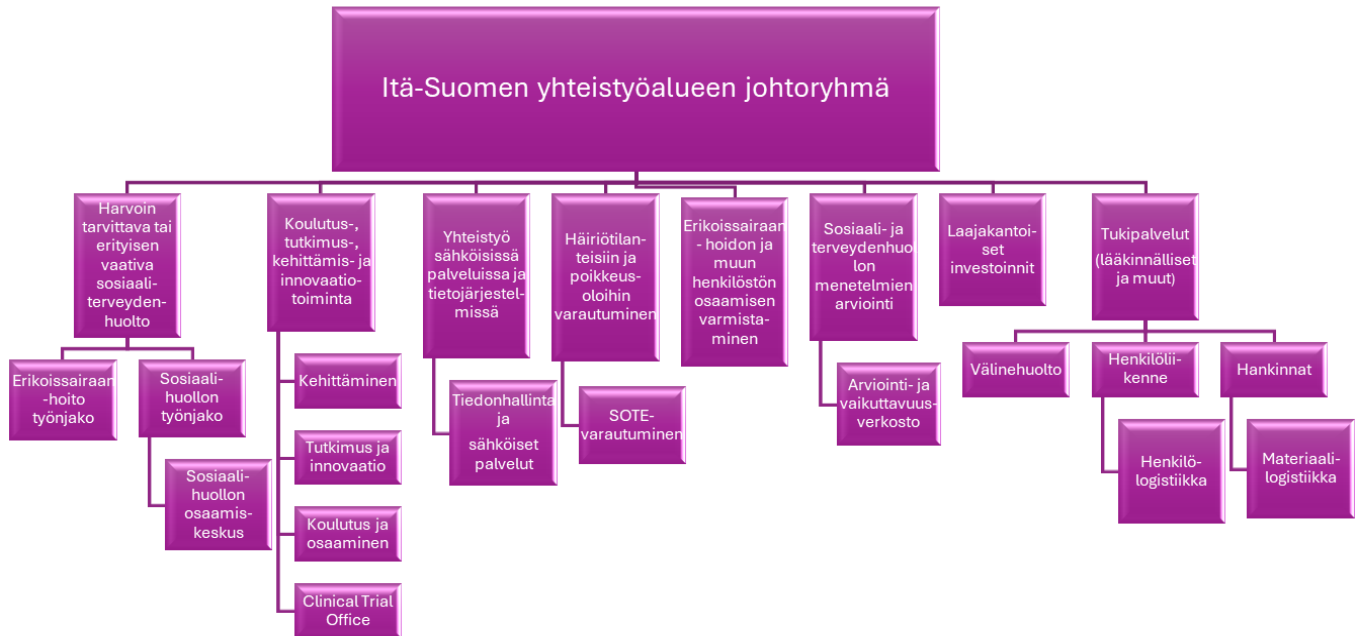 Itä-Suomen yhteistyöalueen johtoryhmä
Harvoin
tarvittava tai
erityisen
vaativa
sosiaali-
terveyden-
huolto
Erikoissairaan
-hoito
työnjako
Sosiaali-
huollon
työnjako
Sosiaali-
huollon
osaamis-
keskus
Koulutus-,
tutkimus-,
kehittämis- ja
innovaatio-
toiminta
Kehittäminen
Tutkimus ja
innovaatio
Koulutus ja
osaaminen
Clinical Trial
Office
Yhteistyö
sähköisissä
palveluissa ja
tietojärjestel-
missä
Tiedonhallinta
ja
sähköiset
palvelut
Häiriötilan-
teisiin ja
poikkeus-
oloihin
varautuminen
SOTE-
varautuminen
Erikoissairaan
- hoidon ja
muun
henkilöstön
osaamisen
varmista-
minen
Sosiaali- ja
terveydenhuo
lon
menetelmien
arviointi
Arviointi- ja
vaikuttavuus-
verkosto
Laajakantoi-
set
investoinnit
Tukipalvelut
(lääkinnälliset
ja muut)
Välinehuolto
Henkilölii-
kenne
Henkilö-
logistiikka
Hankinnat
Materiaali-
logistiikka